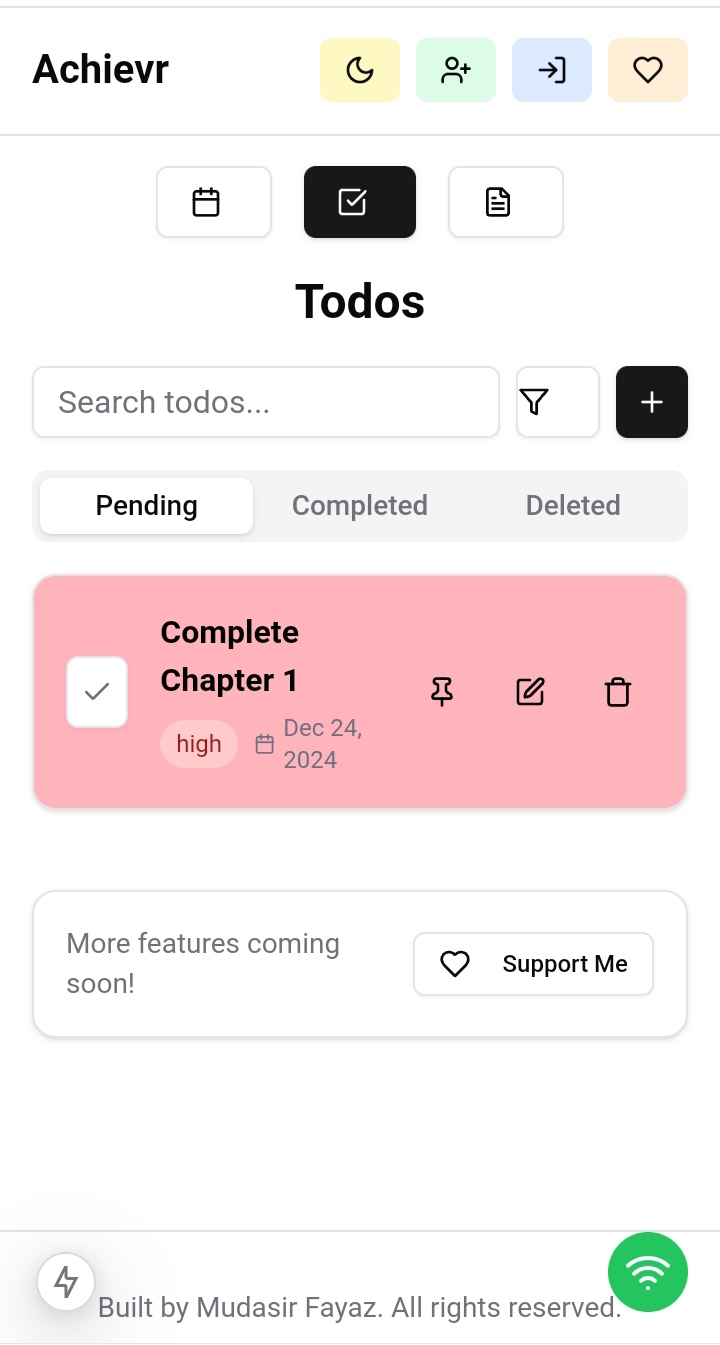 Achievr
Todos
Search todos...
Pending
Completed
Deleted
Complete
Chapter 1
high
Dec 24,
2024
More features coming
soon!
Support Me
Built by Mudasir Fayaz. All rights reserved.